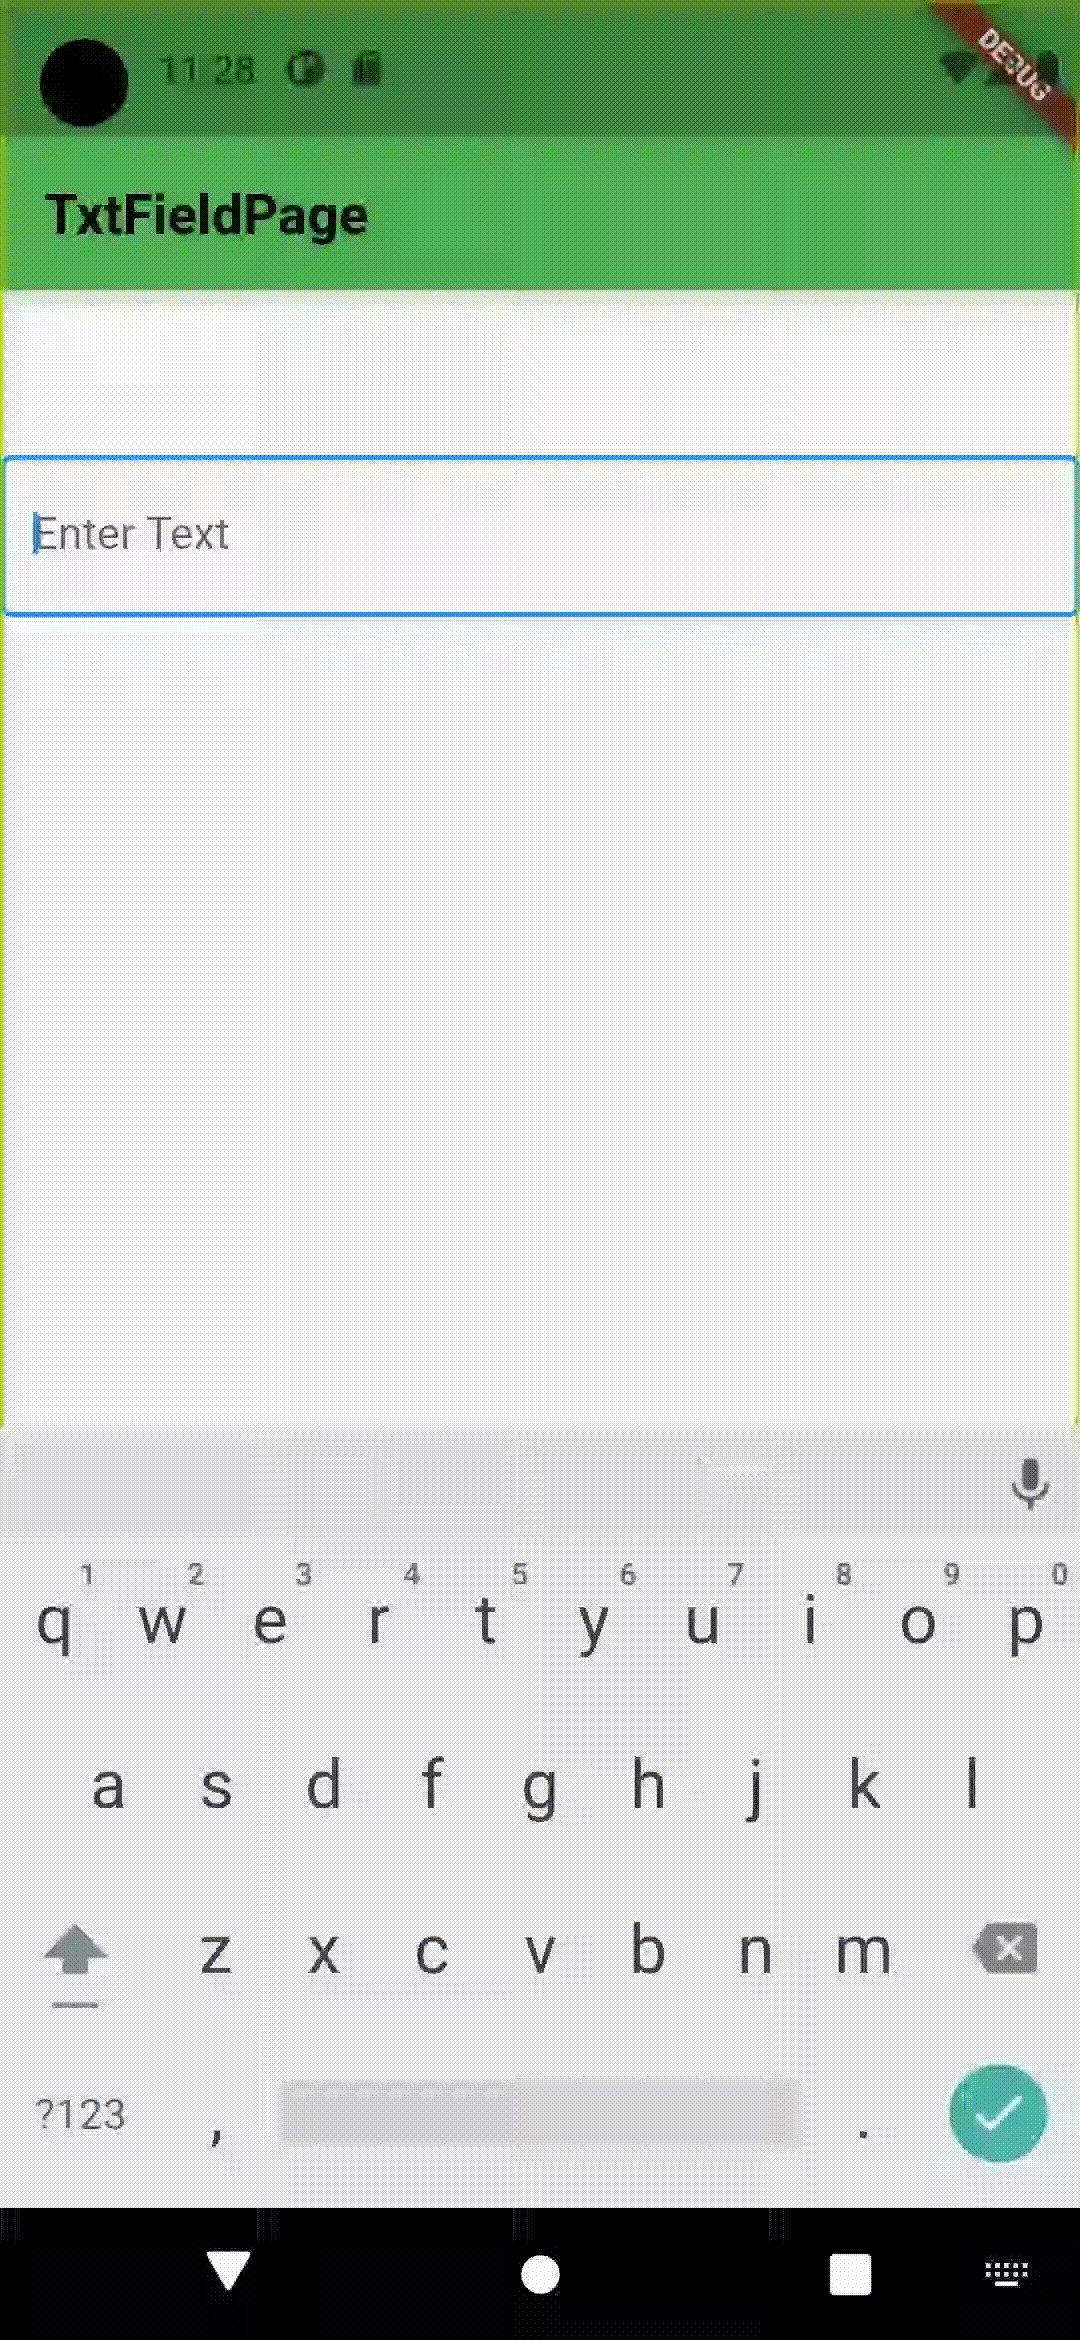 11:28
DEBUG
TxtFieldPage
Enter Text
1 2 3 4 5 6 7 8 9 0
q w e r t y u i o p
a s d f g h j k l
z x c v b n m
?123 , .